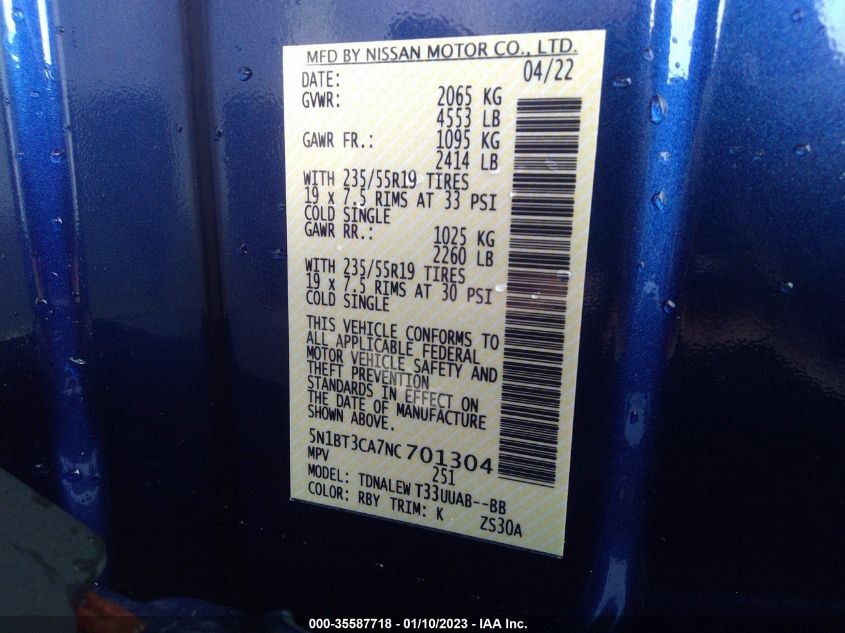 MFD BY NISSAN MOTOR CO., LTD.
DATE: 04/22
GVWR: 2065 KG
4553 LB
GAWR FR.: 1095 KG
2414 LB
WITH 235/55R19 TIRES
19 x 7.5 RIMS AT 33 PSI
COLD SINGLE
GAWR RR.: 1025 KG
2260 LB
WITH 235/55R19 TIRES
19 x 7.5 RIMS AT 30 PSI
COLD SINGLE
THIS VEHICLE CONFORMS TO
ALL APPLICABLE FEDERAL
MOTOR VEHICLE SAFETY AND
THEFT PREVENTION
STANDARDS IN EFFECT ON
THE DATE OF MANUFACTURE
SHOWN ABOVE.
5N1BT3CA7NC701304
MPV 251
MODEL: TDNALEW T33UUAB--BB
COLOR: RBY TRIM: K ZS30A
000-35587718 - 01/10/2023 - IAA Inc.